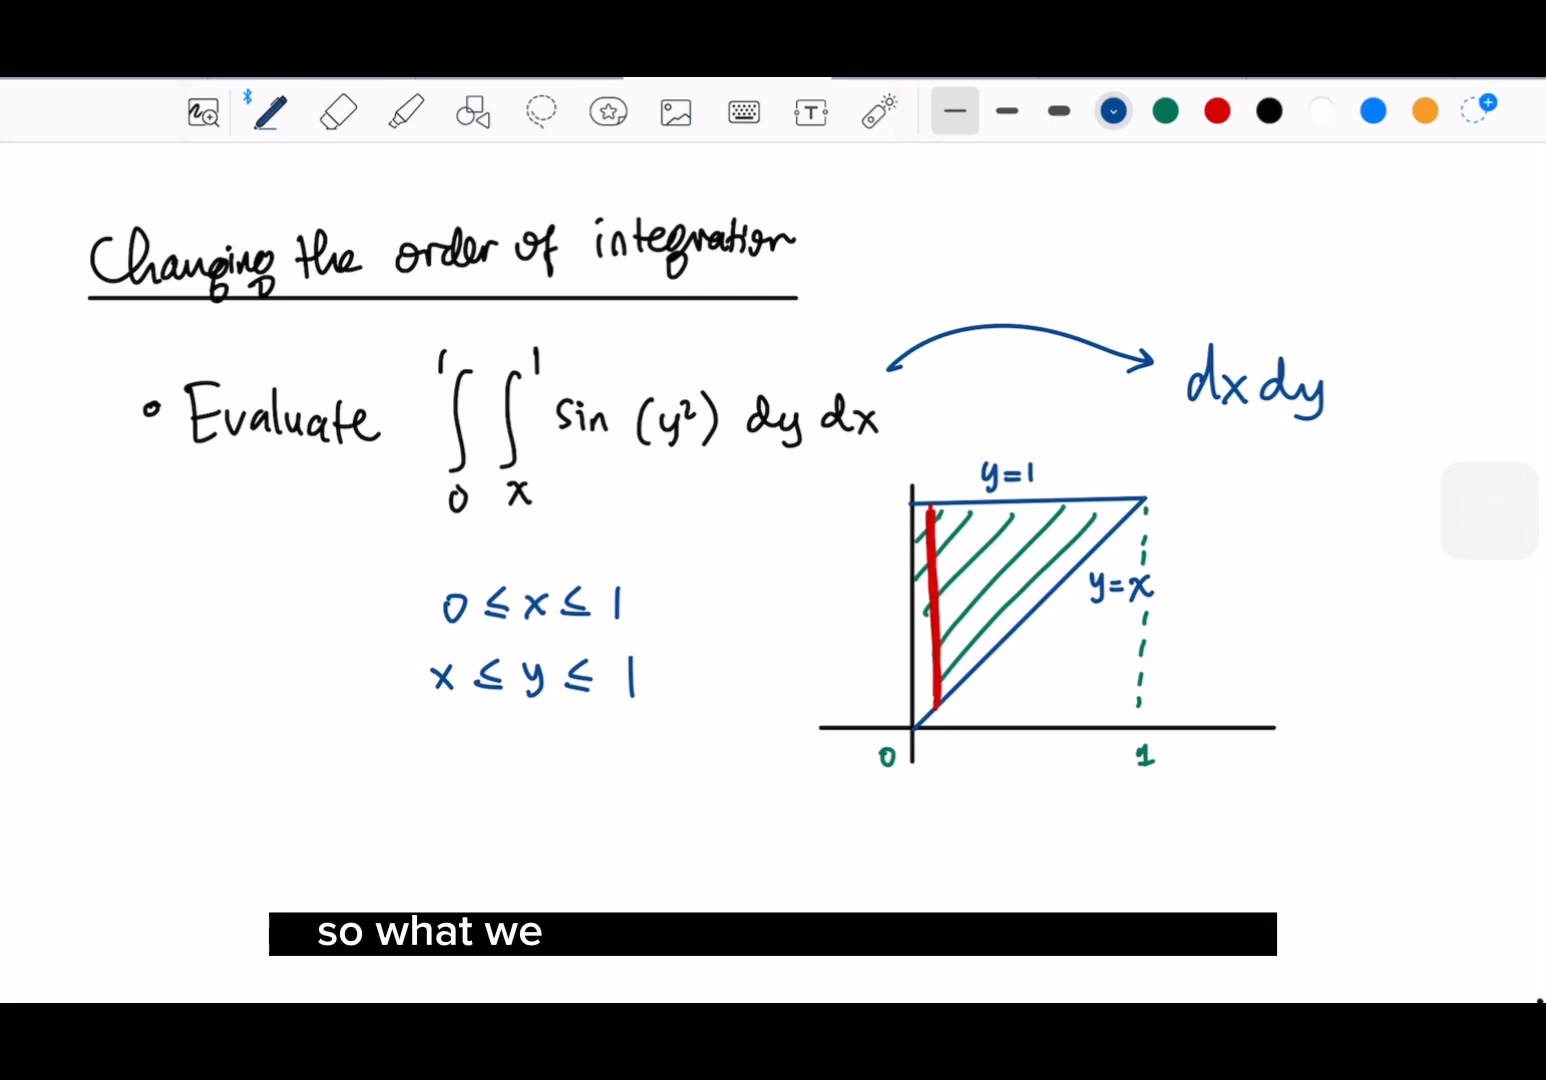 Changing the order of integration
• Evaluate ∫₀¹ ∫ₓ¹ sin (y²) dy dx
dx dy
y=1
y=x
0 ≤ x ≤ 1
x ≤ y ≤ 1
0
1
so what we